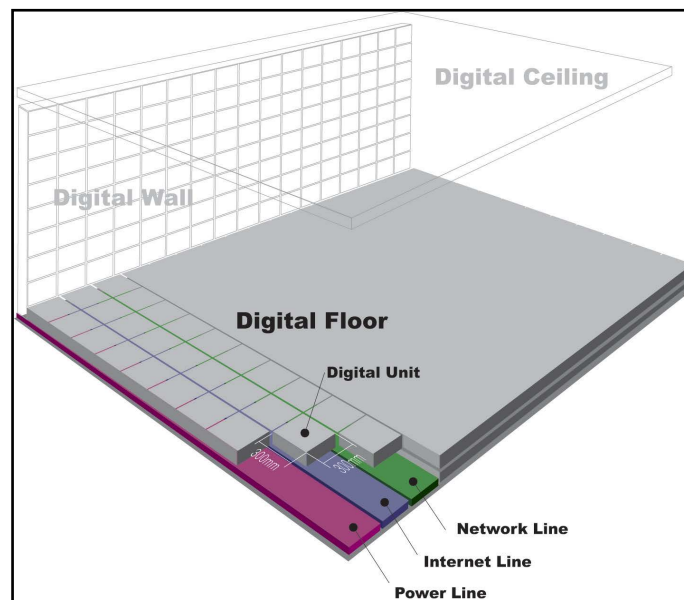 Digital Ceiling
Digital Wall
Digital Floor
Digital Unit
300mm
300mm
Network Line
Internet Line
Power Line